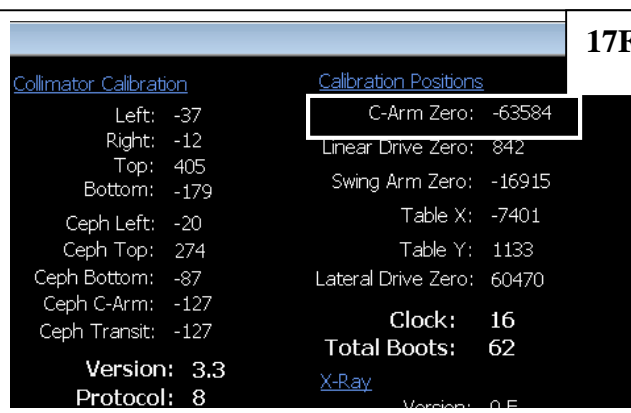 17F
Collimator Calibration
Left: -37
Right: -12
Top: 405
Bottom: -179
Ceph Left: -20
Ceph Top: 274
Ceph Bottom: -87
Ceph C-Arm: -127
Ceph Transit: -127
Version: 3.3
Protocol: 8
Calibration Positions
C-Arm Zero: -63584
Linear Drive Zero: 842
Swing Arm Zero: -16915
Table X: -7401
Table Y: 1133
Lateral Drive Zero: 60470
Clock: 16
Total Boots: 62
X-Ray
Version: